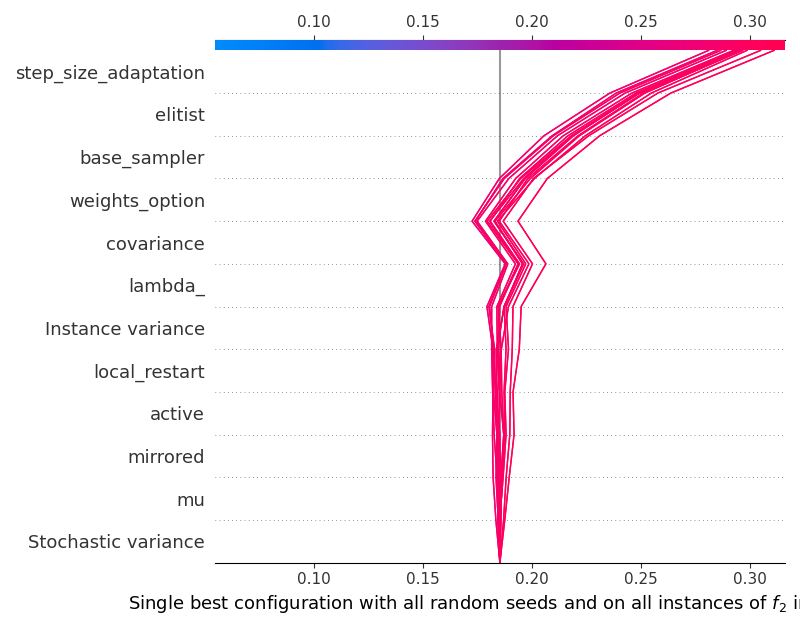 0.10 0.15 0.20 0.25 0.30
step_size_adaptation
elitist
base_sampler
weights_option
covariance
lambda_
Instance variance
local_restart
active
mirrored
mu
Stochastic variance
0.10 0.15 0.20 0.25 0.30
Single best configuration with all random seeds and on all instances of f₂